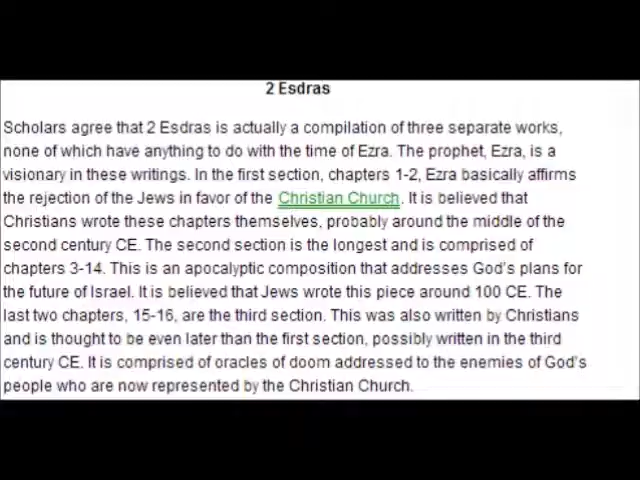 2 Esdras
Scholars agree that 2 Esdras is actually a compilation of three separate works,
none of which have anything to do with the time of Ezra. The prophet, Ezra, is a
visionary in these writings. In the first section, chapters 1-2, Ezra basically affirms
the rejection of the Jews in favor of the Christian Church. It is believed that
Christians wrote these chapters themselves, probably around the middle of the
second century CE. The second section is the longest and is comprised of
chapters 3-14. This is an apocalyptic composition that addresses God's plans for
the future of Israel. It is believed that Jews wrote this piece around 100 CE. The
last two chapters, 15-16, are the third section. This was also written by Christians
and is thought to be even later than the first section, possibly written in the third
century CE. It is comprised of oracles of doom addressed to the enemies of God's
people who are now represented by the Christian Church.